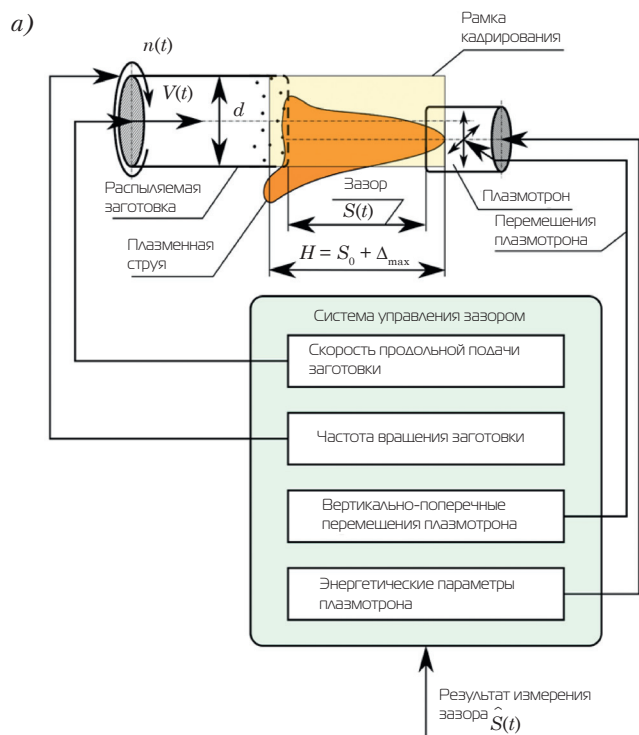 а)
n(t)
V(t)
d
Рамка
кадрирования
Распыляемая
заготовка
Плазменная
струя
Зазор
S(t)
H = S₀ + Δmax
Плазмотрон
Перемещения
плазмотрона
Система управления зазором
Скорость продольной подачи
заготовки
Частота вращения заготовки
Вертикально-поперечные
перемещения плазмотрона
Энергетические параметры
плазмотрона
Результат измерения
зазора Ŝ(t)